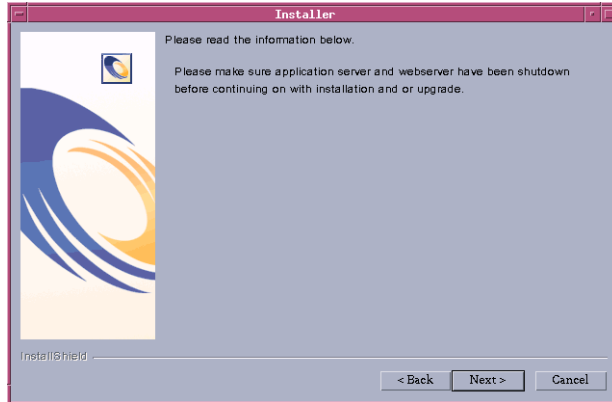 Installer
Please read the information below.
Please make sure application server and webserver have been shutdown
before continuing on with installation and or upgrade.
InstallShield
< Back
Next >
Cancel